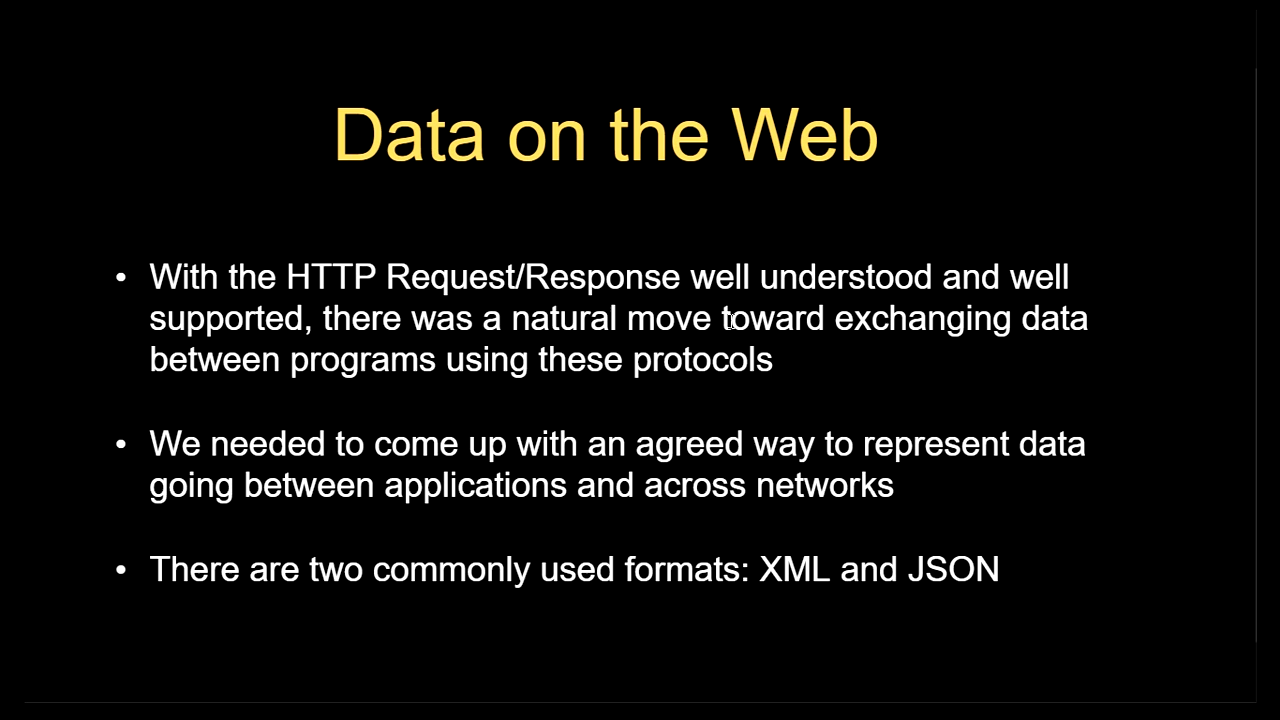 Data on the Web
• With the HTTP Request/Response well understood and well
supported, there was a natural move toward exchanging data
between programs using these protocols
• We needed to come up with an agreed way to represent data
going between applications and across networks
• There are two commonly used formats: XML and JSON